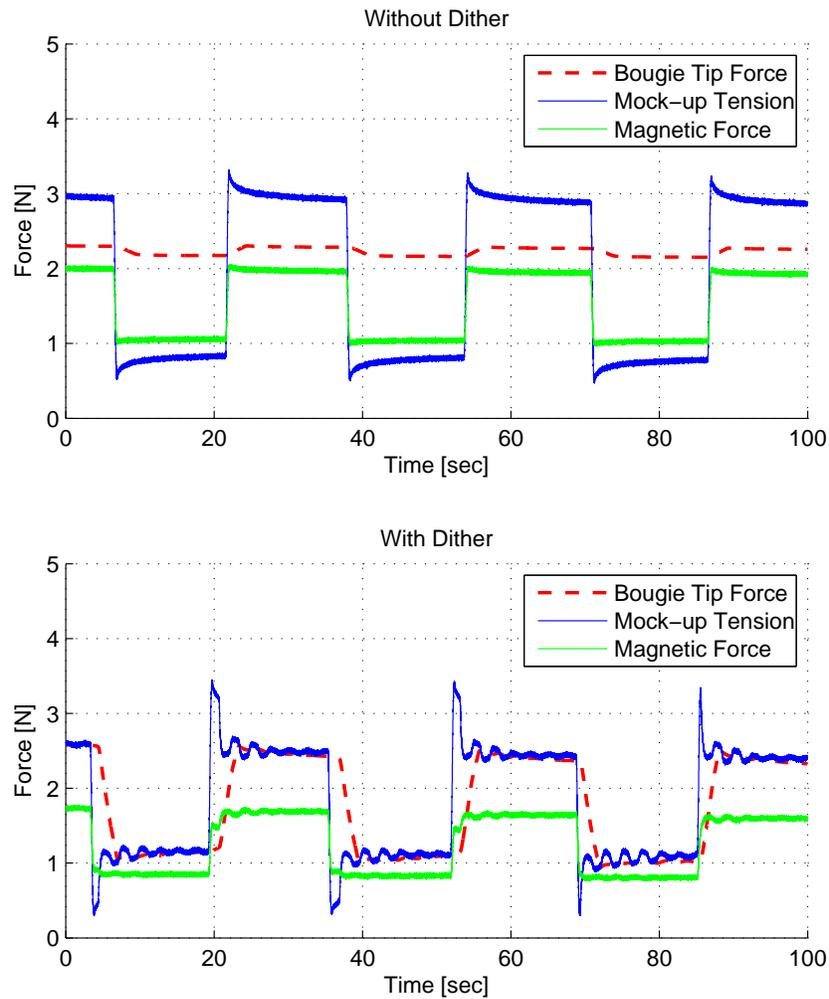 Without Dither
5
4
3
2
1
0
Force [N]
Bougie Tip Force
Mock-up Tension
Magnetic Force
0 20 40 60 80 100
Time [sec]
With Dither
5
4
3
2
1
0
Force [N]
Bougie Tip Force
Mock-up Tension
Magnetic Force
0 20 40 60 80 100
Time [sec]